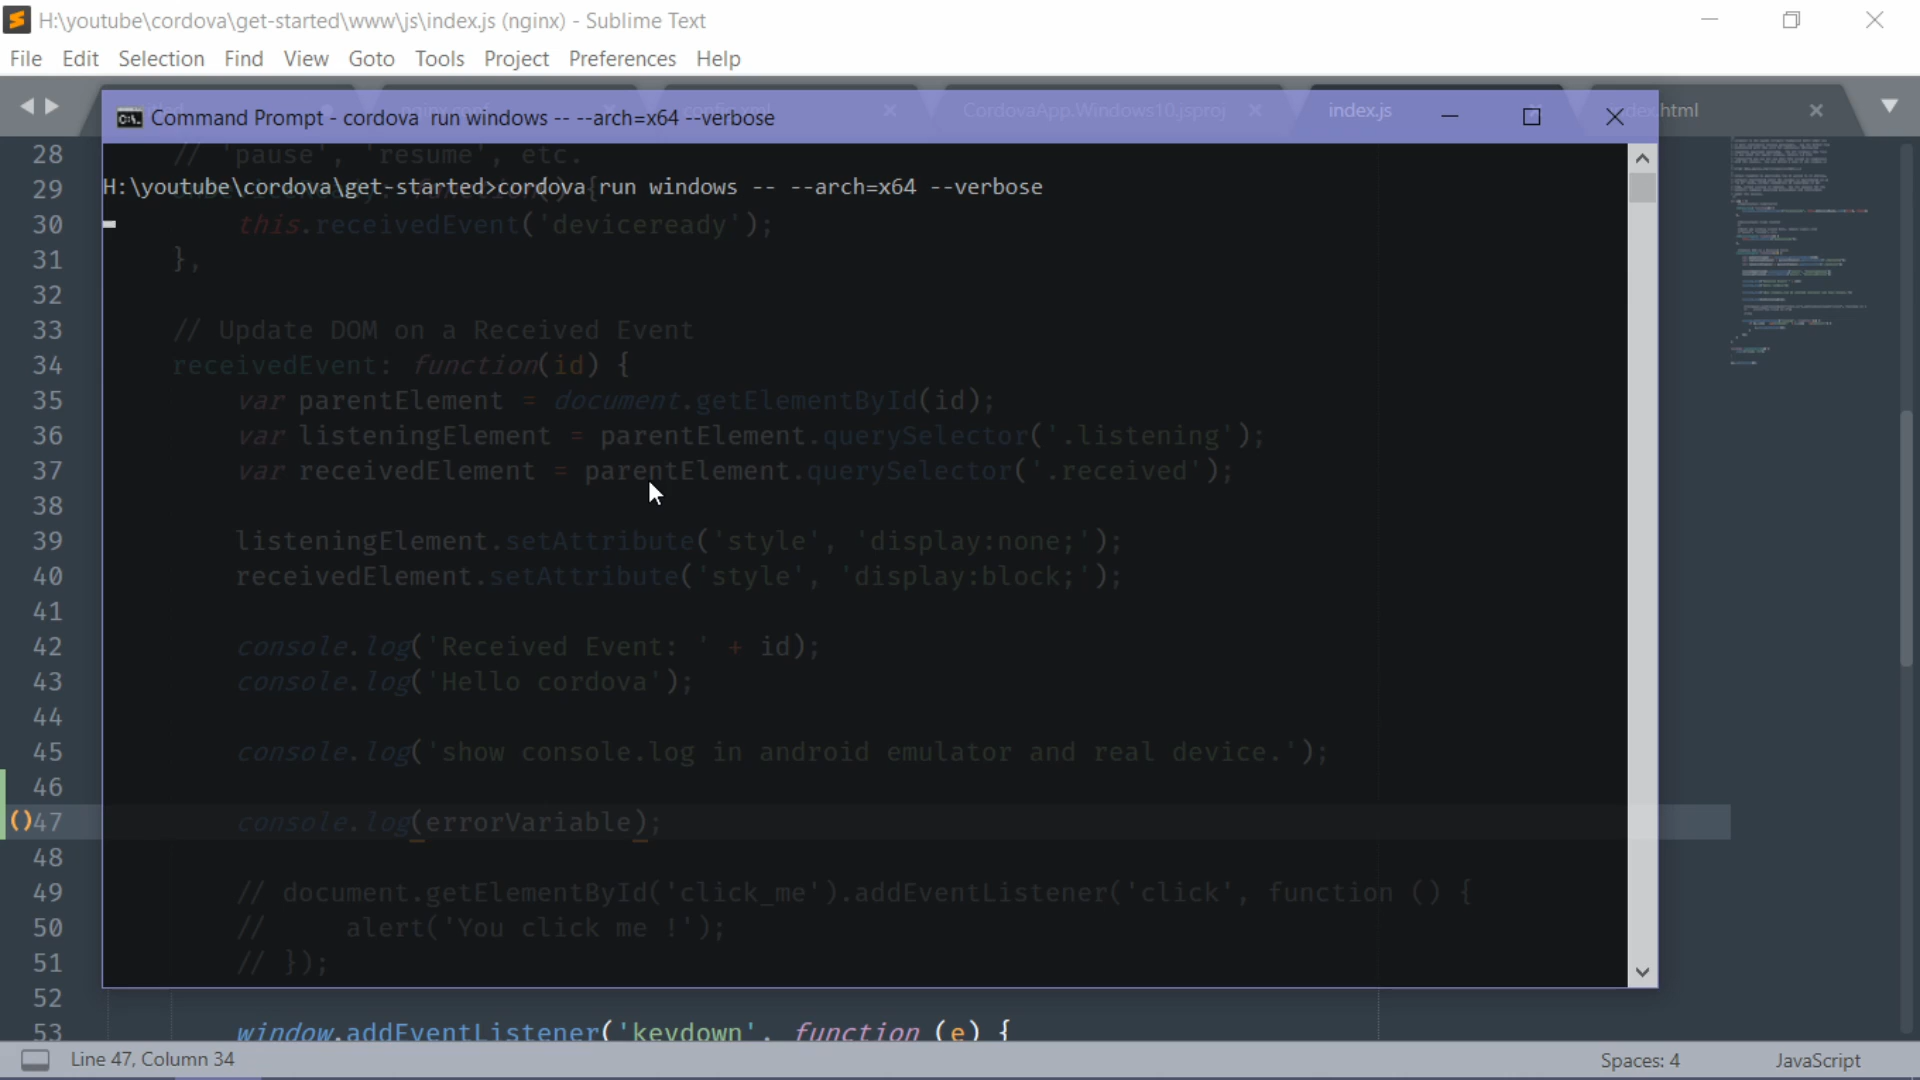 H:\youtube\cordova\get-started\www\js\index.js (nginx) - Sublime Text
File Edit Selection Find View Goto Tools Project Preferences Help
CordovaApp.Windows10.jsproj index.js
Command Prompt - cordova run windows -- --arch=x64 --verbose
28 // 'pause', 'resume', etc.
H:\youtube\cordova\get-started>cordova run windows -- --arch=x64 --verbose
29
30 this.receivedEvent('deviceready');
31 },
32
33 // Update DOM on a Received Event
34 receivedEvent: function(id) {
35 var parentElement = document.getElementById(id);
36 var listeningElement = parentElement.querySelector('.listening');
37 var receivedElement = parentElement.querySelector('.received');
38
39 listeningElement.setAttribute('style', 'display:none;');
40 receivedElement.setAttribute('style', 'display:block;');
41
42 console.log('Received Event: ' + id);
43 console.log('Hello cordova');
44
45 console.log('show console.log in android emulator and real device.');
46
47 console.log(errorVariable);
48
49 // document.getElementById('click_me').addEventListener('click', function () {
50 // alert('You click me !');
51 // });
52
53 window.addEventListener('keydown', function (e) {
Line 47, Column 34 Spaces: 4 JavaScript